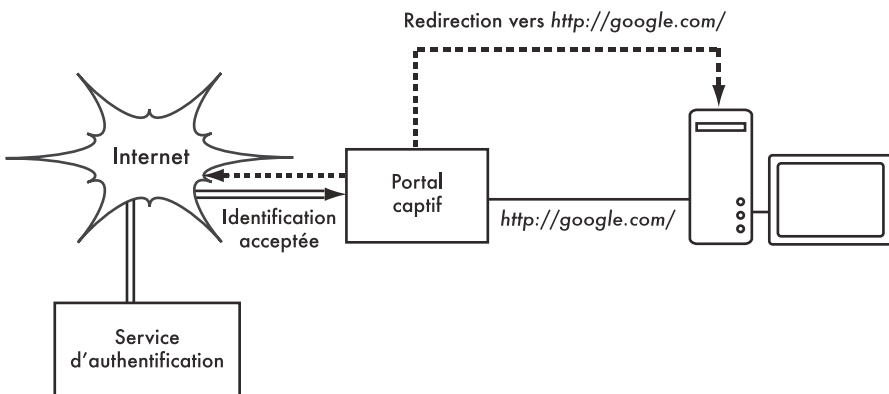 Redirection vers http://google.com/
Internet
Identification
acceptée
Portal
captif
http://google.com/
Service
d'authentification